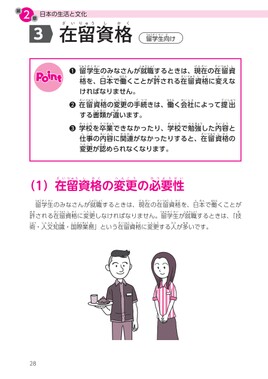 第2章 日本の生活と文化
3 在留資格 留学生向け
Point
❶ 留学生のみなさんが就職するときは、現在の在留資
格を、日本で働くことが許される在留資格に変えな
ければなりません。
❷ 在留資格の変更の手続きは、働く会社によって提出
する書類が違います。
❸ 学校を卒業できなかったり、学校で勉強した内容と
仕事の内容に関連がなかったりすると、在留資格の
変更が認められなくなります。
(1)在留資格の変更の必要性
留学生のみなさんが就職するときは、現在の在留資格を、日本で働くことが
許される在留資格に変更しなければなりません。留学生が就職するときは、「技
術・人文知識・国際業務」という在留資格に変更する人が多いです。
28